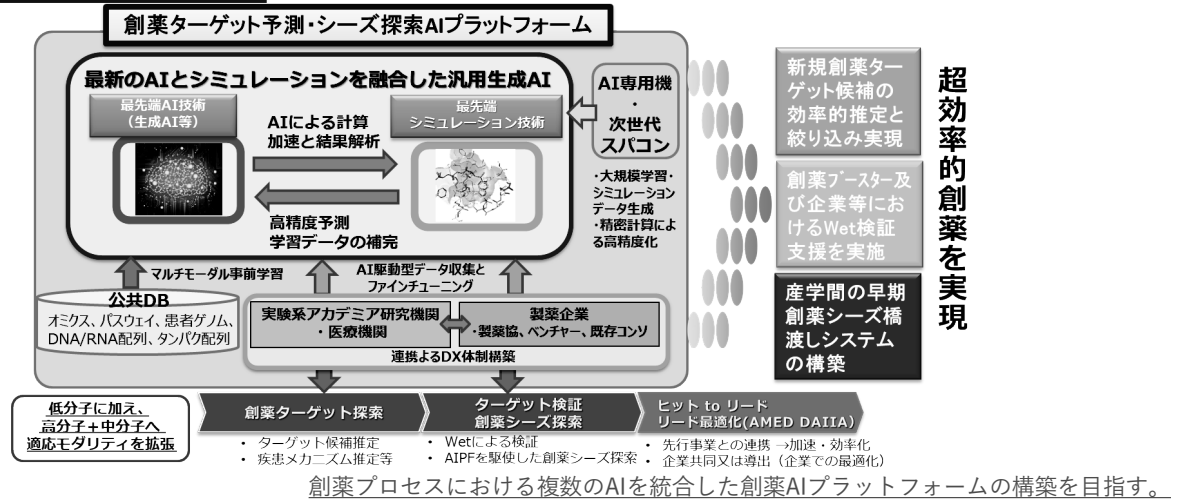 創薬ターゲット予測・シーズ探索AIプラットフォーム
最新のAIとシミュレーションを融合した汎用生成AI
最先端AI技術
（生成AI等）
AIによる計算
加速と結果解析
最先端
シミュレーション技術
高精度予測
学習データの補完
AI専用機
・
次世代
スパコン
・大規模学習・
シミュレーション
データ生成
・精密計算によ
る高精度化
マルチモーダル事前学習
AI駆動型データ収集と
ファインチューニング
公共DB
オミクス、パスウェイ、患者ゲノム、
DNA/RNA配列、タンパク配列
実験系アカデミア研究機関
・医療機関
製薬企業
・製薬協、ベンチャー、既存コンソ
連携よるDX体制構築
新規創薬ター
ゲット候補の
効率的推定と
絞り込み実現
創薬ブースター及
び企業等にお
けるWet検証
支援を実施
産学間の早期
創薬シーズ橋
渡しシステム
の構築
超効率的創薬を実現
低分子に加え、
高分子＋中分子へ
適応モダリティを拡張
創薬ターゲット探索
・ターゲット候補推定
・疾患メカニズム推定等
ターゲット検証
創薬シーズ探索
・Wetによる検証
・AIPFを駆使した創薬シーズ探索
ヒット to リード
リード最適化(AMED DAIIA)
・先行事業との連携 →加速・効率化
・企業共同又は導出（企業での最適化）
創薬プロセスにおける複数のAIを統合した創薬AIプラットフォームの構築を目指す。